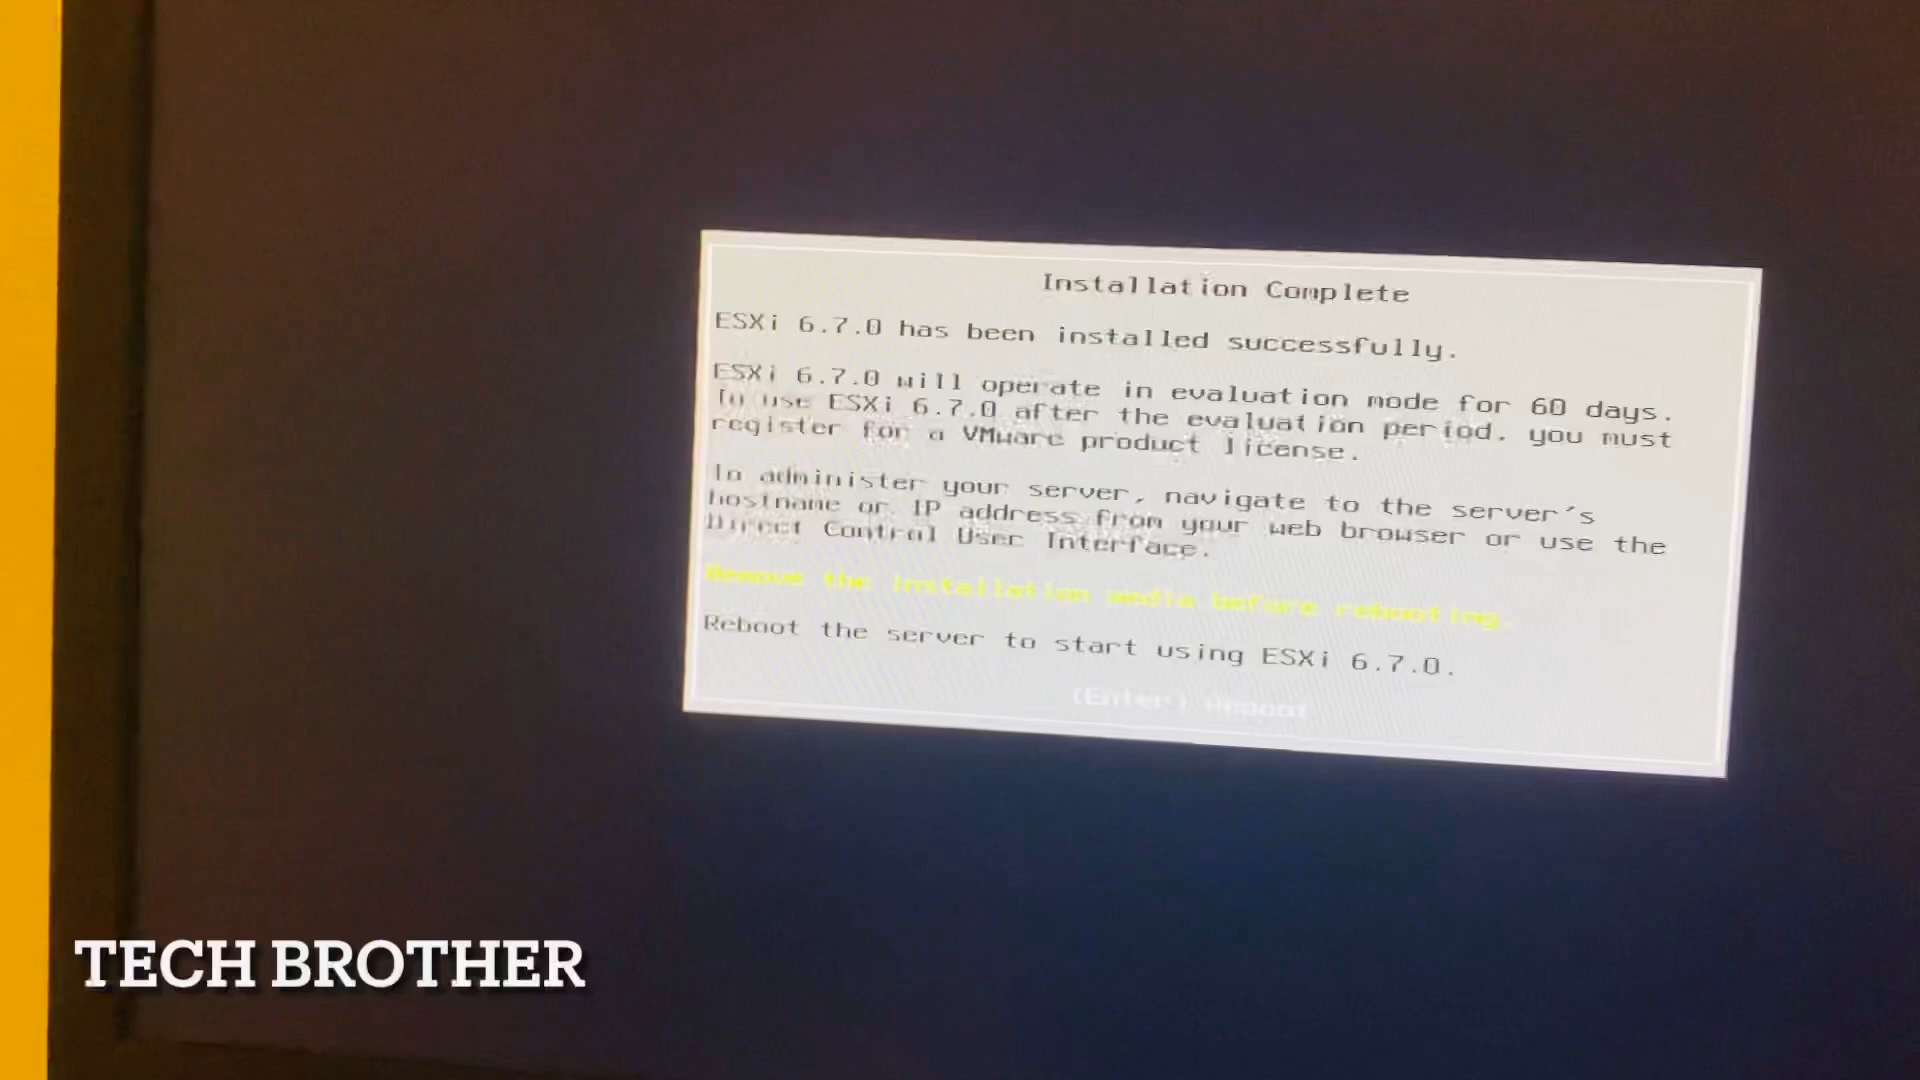 Installation Complete
ESXi 6.7.0 has been installed successfully.
ESXi 6.7.0 will operate in evaluation mode for 60 days.
To use ESXi 6.7.0 after the evaluation period, you must
register for a VMware product license.
To administer your server, navigate to the server's
hostname or IP address from your web browser or use the
Direct Control User Interface.
Remove the installation media before rebooting.
Reboot the server to start using ESXi 6.7.0.
(Enter) Reboot
TECH BROTHER